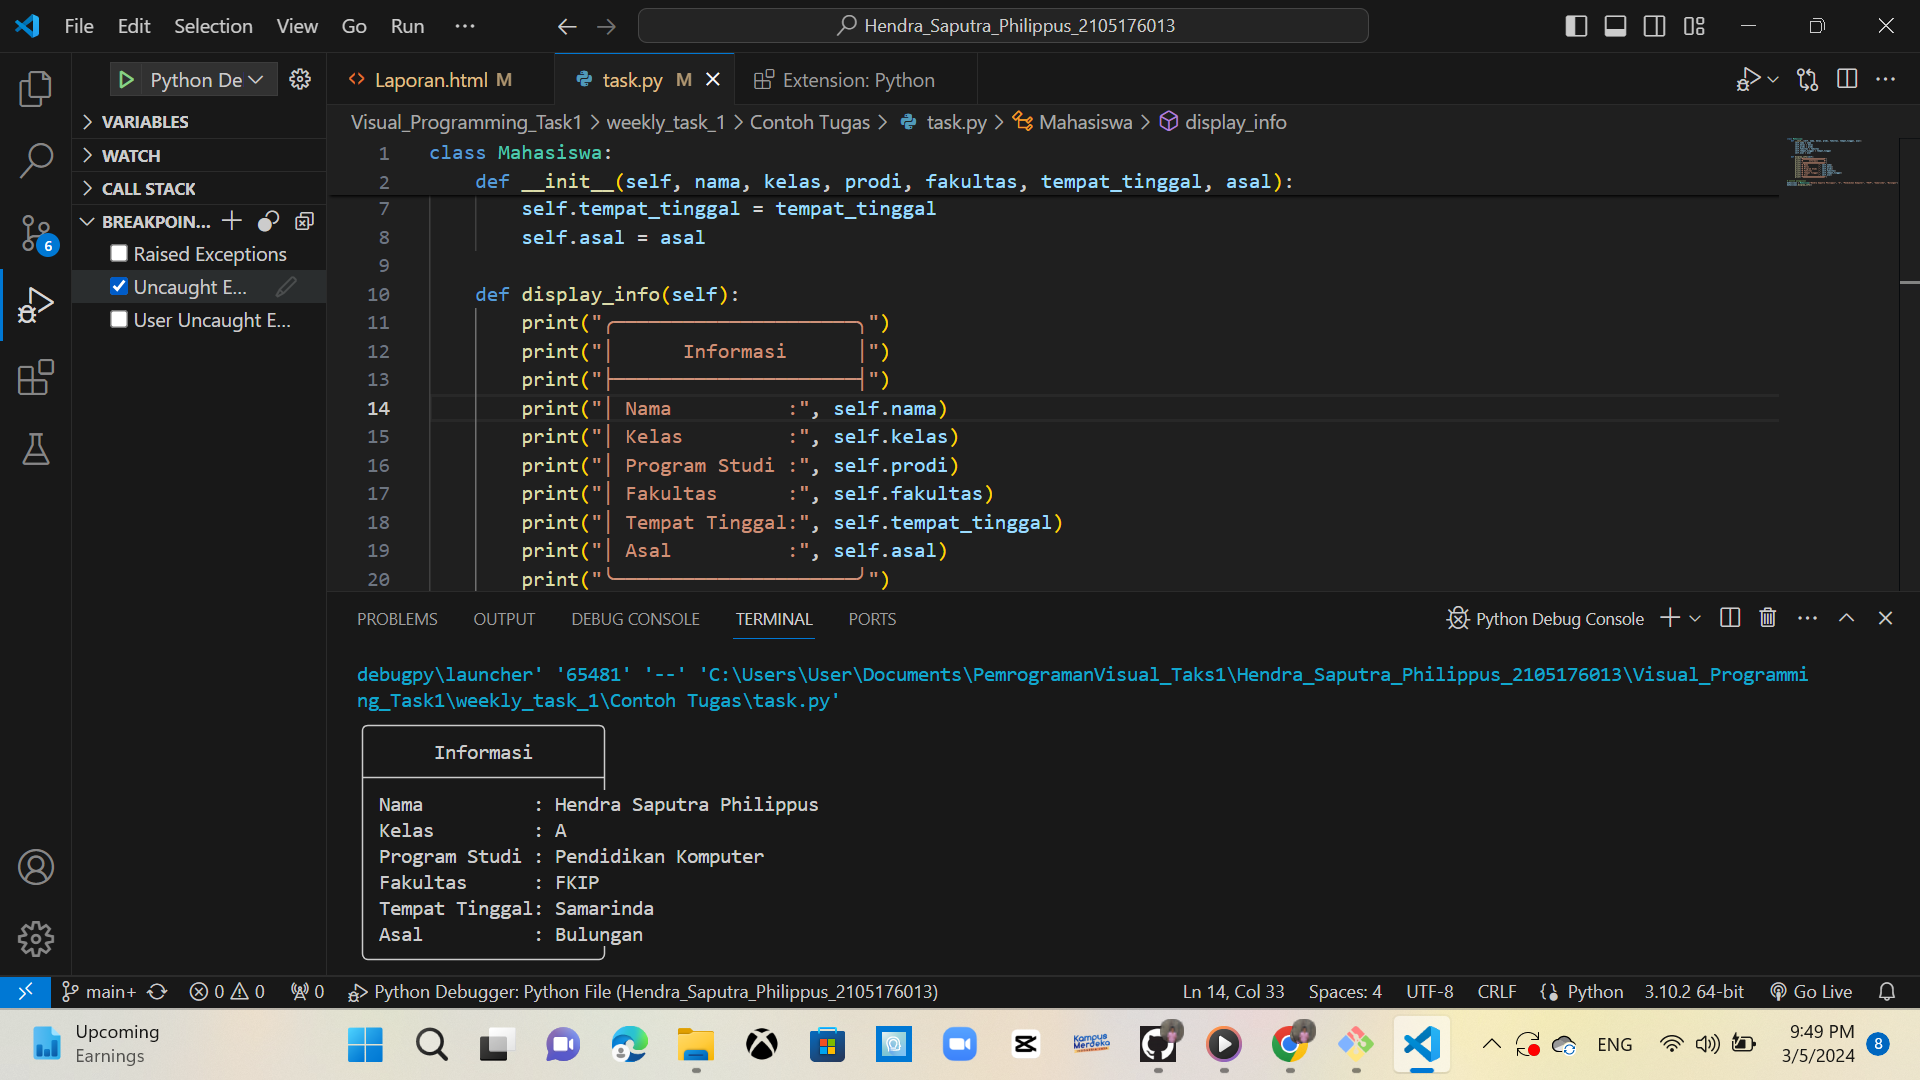 File Edit Selection View Go Run ···
Hendra_Saputra_Philippus_2105176013
Python De
Laporan.html M
task.py M
Extension: Python
VARIABLES
WATCH
CALL STACK
BREAKPOIN...
Raised Exceptions
Uncaught E...
User Uncaught E...
6
Visual_Programming_Task1 > weekly_task_1 > Contoh Tugas > task.py > Mahasiswa > display_info
1 class Mahasiswa:
2 def __init__(self, nama, kelas, prodi, fakultas, tempat_tinggal, asal):
7 self.tempat_tinggal = tempat_tinggal
8 self.asal = asal
9
10 def display_info(self):
11 print("╭─────────────────────╮")
12 print("│      Informasi      │")
13 print("├─────────────────────┤")
14 print("│ Nama          :", self.nama)
15 print("│ Kelas         :", self.kelas)
16 print("│ Program Studi :", self.prodi)
17 print("│ Fakultas      :", self.fakultas)
18 print("│ Tempat Tinggal:", self.tempat_tinggal)
19 print("│ Asal          :", self.asal)
20 print("╰─────────────────────╯")
PROBLEMS OUTPUT DEBUG CONSOLE TERMINAL PORTS
Python Debug Console
debugpy\launcher' '65481' '--' 'C:\Users\User\Documents\PemrogramanVisual_Taks1\Hendra_Saputra_Philippus_2105176013\Visual_Programmi
ng_Task1\weekly_task_1\Contoh Tugas\task.py'
Informasi
Nama          : Hendra Saputra Philippus
Kelas         : A
Program Studi : Pendidikan Komputer
Fakultas      : FKIP
Tempat Tinggal: Samarinda
Asal          : Bulungan
main+ 0 0 0 Python Debugger: Python File (Hendra_Saputra_Philippus_2105176013)
Ln 14, Col 33 Spaces: 4 UTF-8 CRLF Python 3.10.2 64-bit Go Live
Upcoming
Earnings
Kampus
Merdeka
ENG
9:49 PM
3/5/2024
8